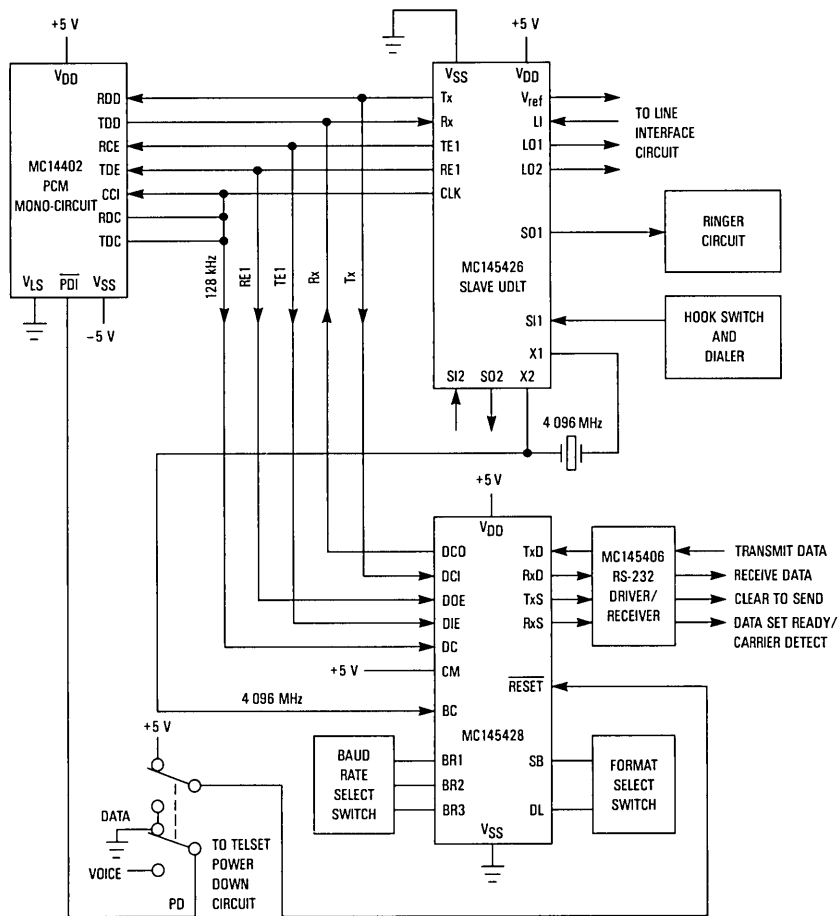 +5 V
VDD
RDD
TDD
RCE
TDE
CCI
RDC
TDC
MC14402
PCM
MONO-CIRCUIT
VLS
PDI
VSS
−5 V
128 kHz
RE1
TE1
Rx
Tx
+5 V
VSS
VDD
Tx
Rx
TE1
RE1
CLK
Vref
LI
LO1
LO2
TO LINE
INTERFACE
CIRCUIT
SO1
RINGER
CIRCUIT
MC145426
SLAVE UDLT
SI1
HOOK SWITCH
AND
DIALER
X1
SI2
SO2
X2
4 096 MHz
+5 V
VDD
DCO
DCI
DOE
DIE
DC
+5 V
CM
4 096 MHz
BC
TxD
RxD
TxS
RxS
MC145406
RS-232
DRIVER/
RECEIVER
TRANSMIT DATA
RECEIVE DATA
CLEAR TO SEND
DATA SET READY/
CARRIER DETECT
RESET
MC145428
BAUD
RATE
SELECT
SWITCH
BR1
BR2
BR3
SB
DL
FORMAT
SELECT
SWITCH
VSS
+5 V
DATA
VOICE
TO TELSET
POWER
DOWN
CIRCUIT
PD